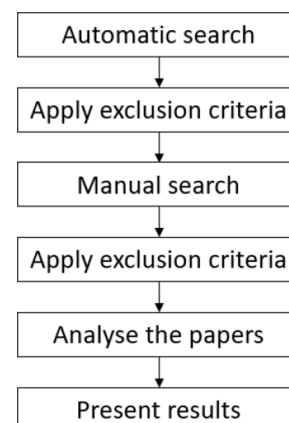 Automatic search
Apply exclusion criteria
Manual search
Apply exclusion criteria
Analyse the papers
Present results